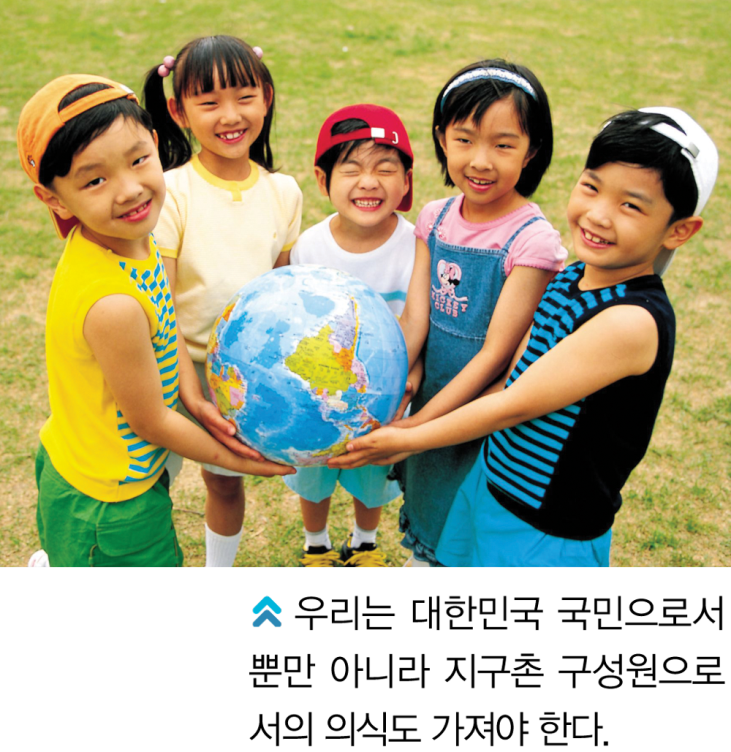 우리는 대한민국 국민으로서
뿐만 아니라 지구촌 구성원으로
서의 의식도 가져야 한다.